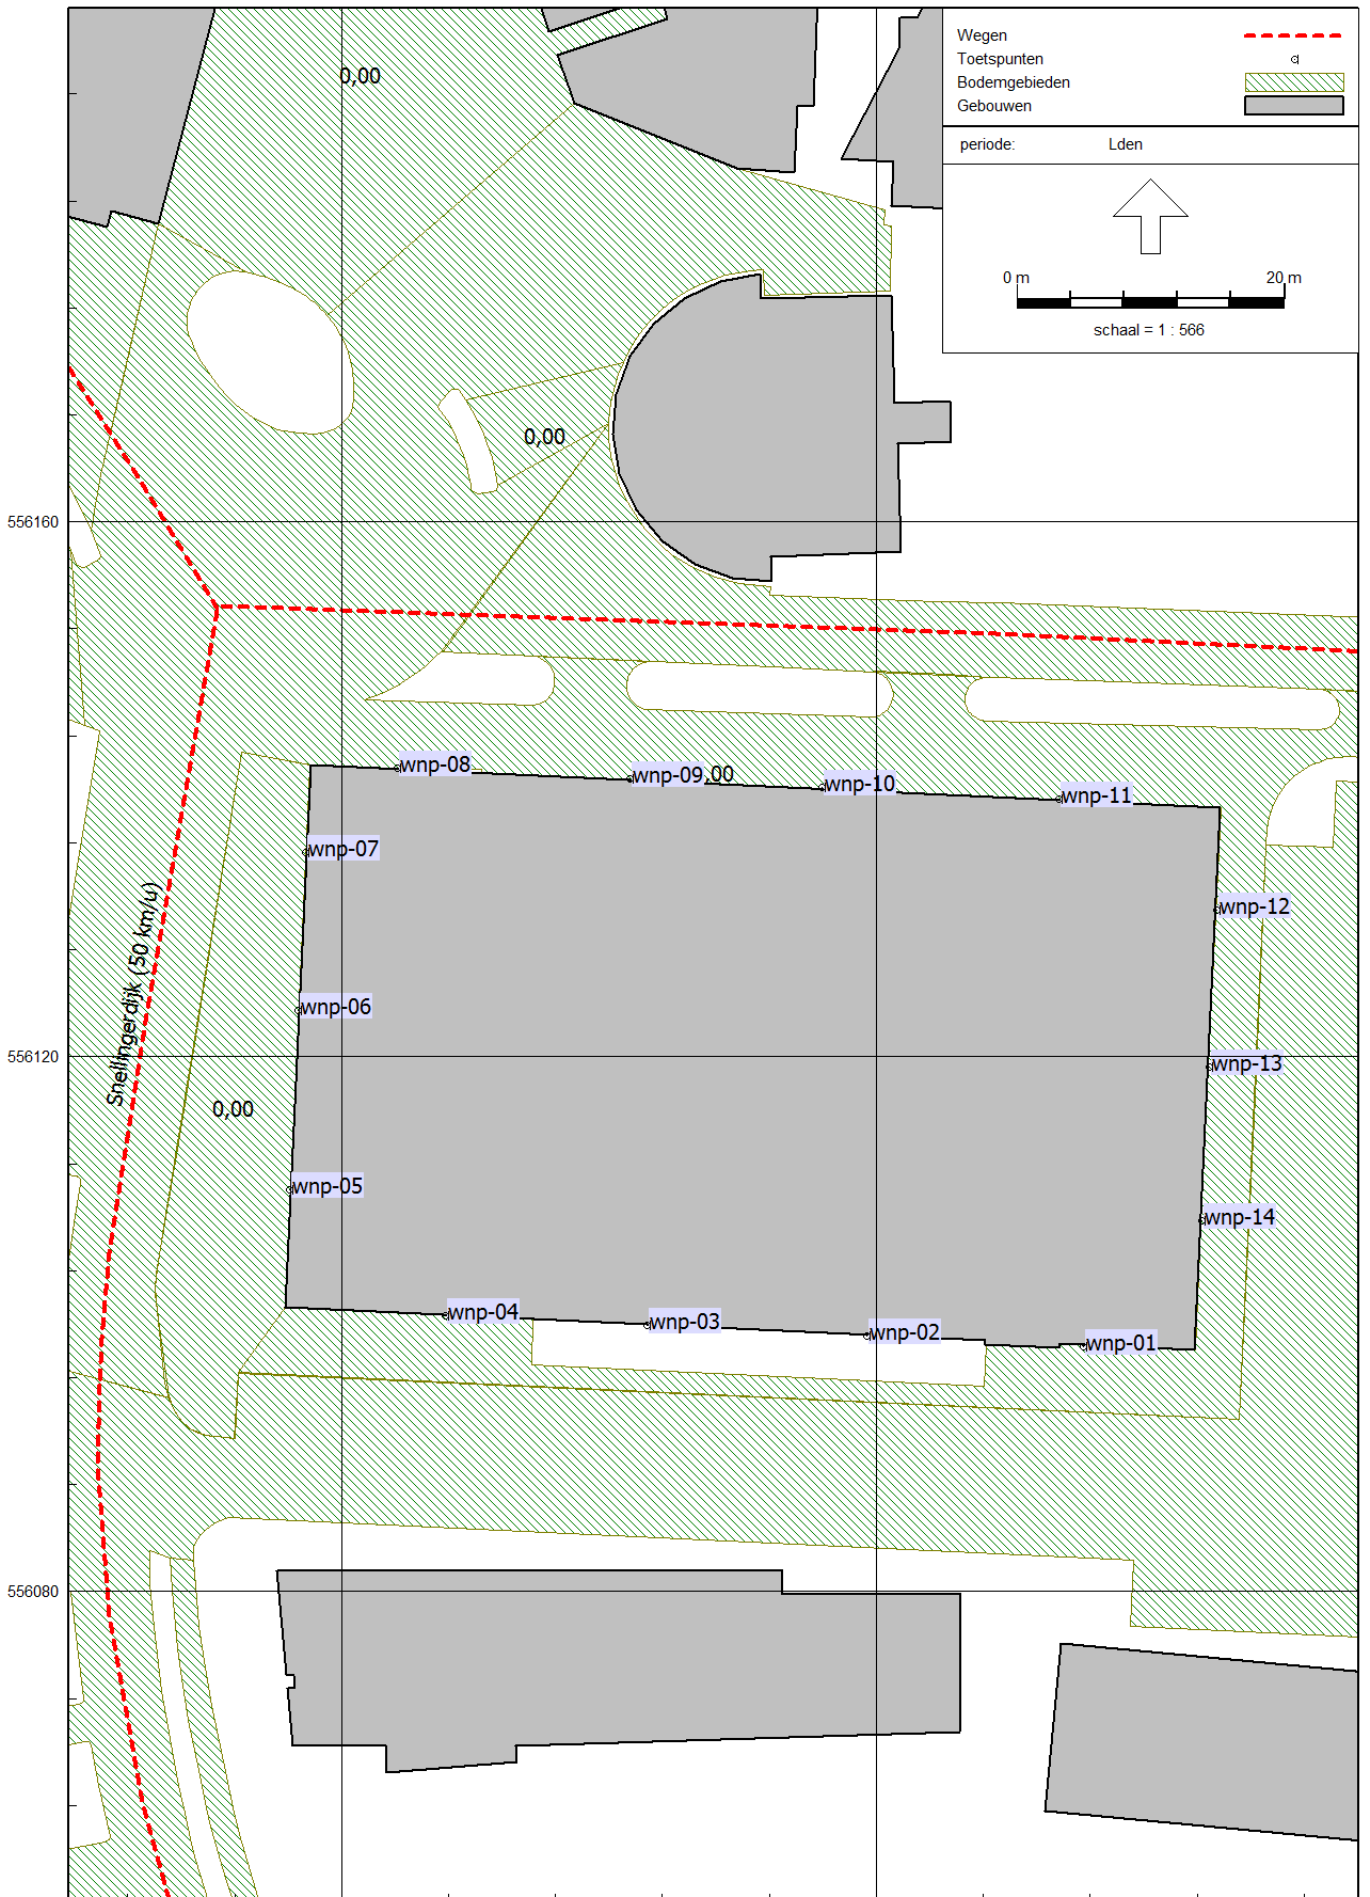 Wegen
Toetspunten
Bodemgebieden
Gebouwen
periode: Lden
0 m 20 m
schaal = 1 : 566
0,00
0,00
556160
wnp-08
wnp-09,00
wnp-10
wnp-11
wnp-07
wnp-12
Snellingerdijk (50 km/u)
wnp-06
556120
wnp-13
0,00
wnp-05
wnp-14
wnp-04
wnp-03
wnp-02
wnp-01
556080